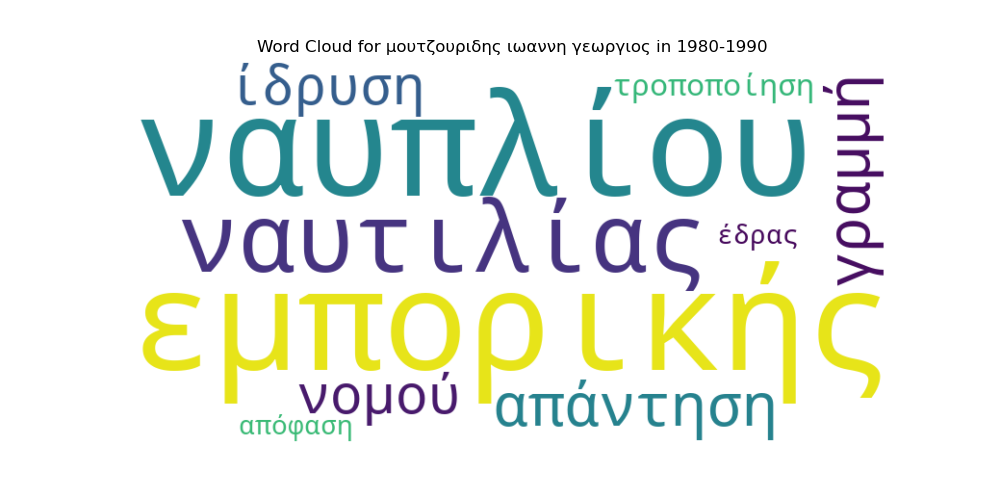 Word Cloud for μουτζουριδης ιωαννη γεωργιος in 1980-1990
ίδρυση
τροποποίηση
ναυπλίου
γραμμή
ναυτιλίας
έδρας
εμπορικής
νομού
απάντηση
απόφαση